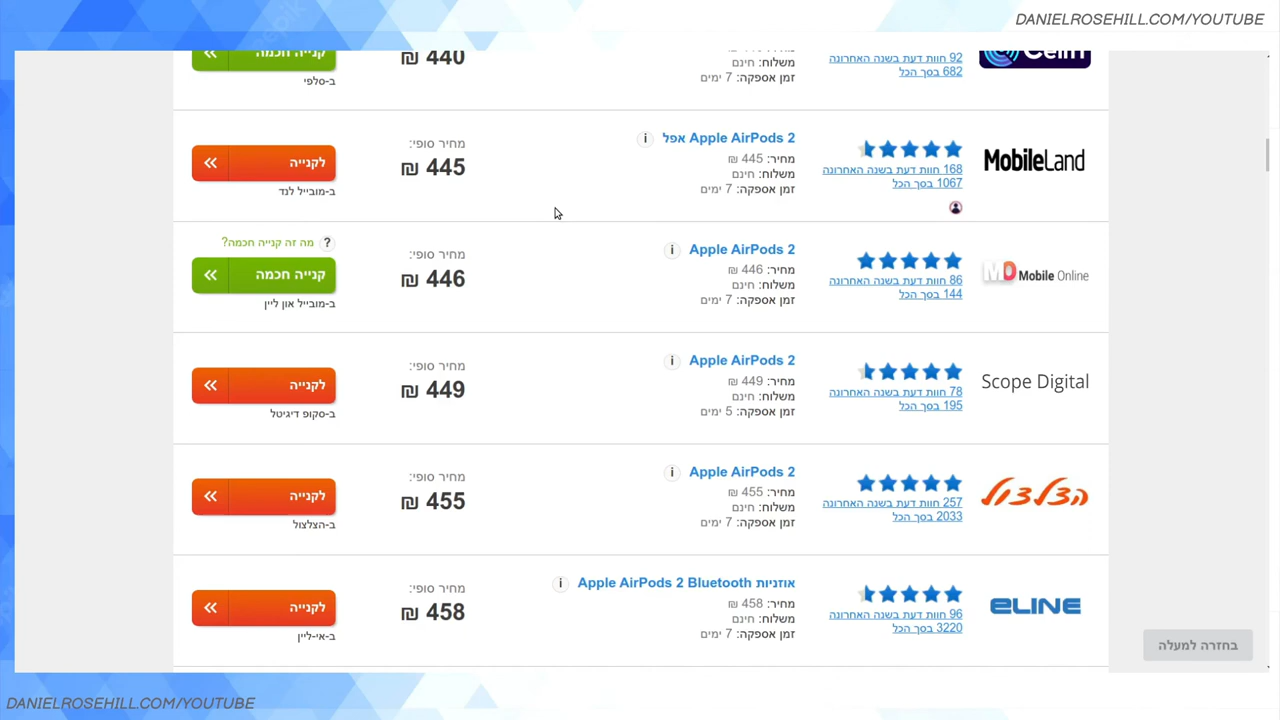 DANIELROSEHILL.COM/YOUTUBE
92 חוות דעת בשנה האחרונה
682 בסך הכל
משלוח: חינם
זמן אספקה: 7 ימים
440 ₪
קנייה חכמה
ב-סלפי
MobileLand
168 חוות דעת בשנה האחרונה
1067 בסך הכל
Apple AirPods 2 אפל
מחיר: 445 ₪
משלוח: חינם
זמן אספקה: 7 ימים
מחיר סופי:
445 ₪
לקנייה
ב-מובייל לנד
MO Mobile Online
86 חוות דעת בשנה האחרונה
144 בסך הכל
Apple AirPods 2
מחיר: 446 ₪
משלוח: חינם
זמן אספקה: 7 ימים
מחיר סופי:
446 ₪
? מה זה קנייה חכמה?
קנייה חכמה
ב-מובייל און ליין
Scope Digital
78 חוות דעת בשנה האחרונה
195 בסך הכל
Apple AirPods 2
מחיר: 449 ₪
משלוח: חינם
זמן אספקה: 5 ימים
מחיר סופי:
449 ₪
לקנייה
ב-סקופ דיגיטל
הצלצול
257 חוות דעת בשנה האחרונה
2033 בסך הכל
Apple AirPods 2
מחיר: 455 ₪
משלוח: חינם
זמן אספקה: 7 ימים
מחיר סופי:
455 ₪
לקנייה
ב-הצלצול
eLINE
96 חוות דעת בשנה האחרונה
3220 בסך הכל
אוזניות Apple AirPods 2 Bluetooth
מחיר: 458 ₪
משלוח: חינם
זמן אספקה: 7 ימים
מחיר סופי:
458 ₪
לקנייה
ב-אי-ליין
בחזרה למעלה
DANIELROSEHILL.COM/YOUTUBE